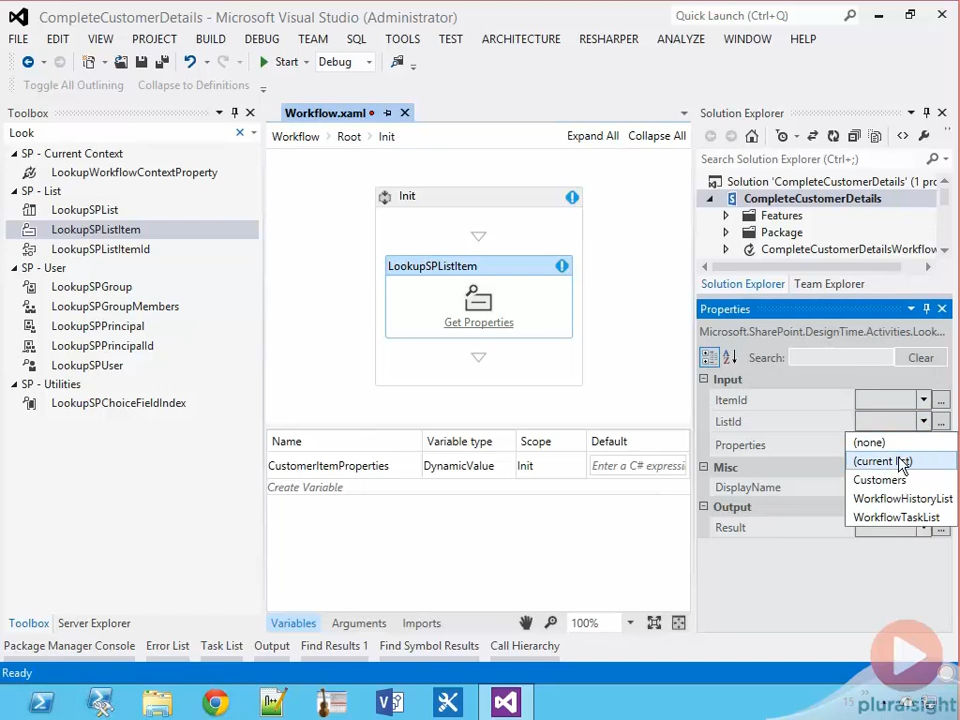 CompleteCustomerDetails - Microsoft Visual Studio (Administrator)
Quick Launch (Ctrl+Q)
FILE EDIT VIEW PROJECT BUILD DEBUG TEAM SQL TOOLS TEST ARCHITECTURE RESHARPER ANALYZE WINDOW HELP
Start Debug
Toggle All Outlining Collapse to Definitions
Toolbox
Look
SP - Current Context
LookupWorkflowContextProperty
SP - List
LookupSPList
LookupSPListItem
LookupSPListItemId
SP - User
LookupSPGroup
LookupSPGroupMembers
LookupSPPrincipal
LookupSPPrincipalId
LookupSPUser
SP - Utilities
LookupSPChoiceFieldIndex
Toolbox Server Explorer
Workflow.xaml
Workflow Root Init
Expand All Collapse All
Init
LookupSPListItem
Get Properties
Name Variable type Scope Default
CustomerItemProperties DynamicValue Init Enter a C# expressi
Create Variable
Variables Arguments Imports
100%
Solution Explorer
Search Solution Explorer (Ctrl+;)
Solution 'CompleteCustomerDetails' (1 prc
CompleteCustomerDetails
Features
Package
CompleteCustomerDetailsWorkflow
Solution Explorer Team Explorer
Properties
Microsoft.SharePoint.DesignTime.Activities.Look...
Search: Clear
Input
ItemId ...
ListId ...
Properties
Misc
DisplayName
Output
Result ...
(none)
(current list)
Customers
WorkflowHistoryList
WorkflowTaskList
Package Manager Console Error List Task List Output Find Results 1 Find Symbol Results Call Hierarchy
Ready
pluralsight